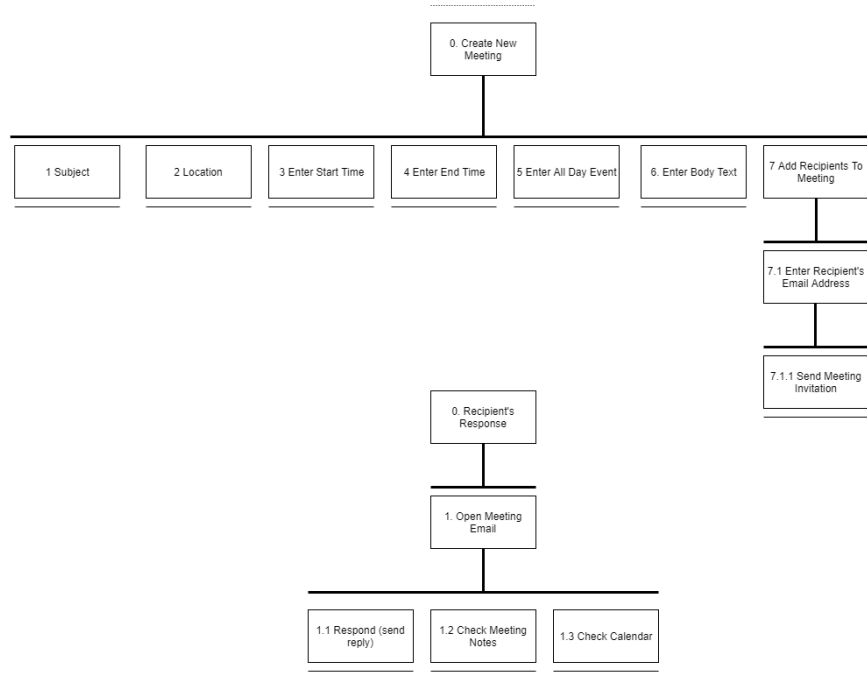 0. Create New
Meeting
1 Subject
2 Location
3 Enter Start Time
4 Enter End Time
5 Enter All Day Event
6. Enter Body Text
7 Add Recipients To
Meeting
7.1 Enter Recipient's
Email Address
7.1.1 Send Meeting
Invitation
0. Recipient's
Response
1. Open Meeting
Email
1.1 Respond (send
reply)
1.2 Check Meeting
Notes
1.3 Check Calendar